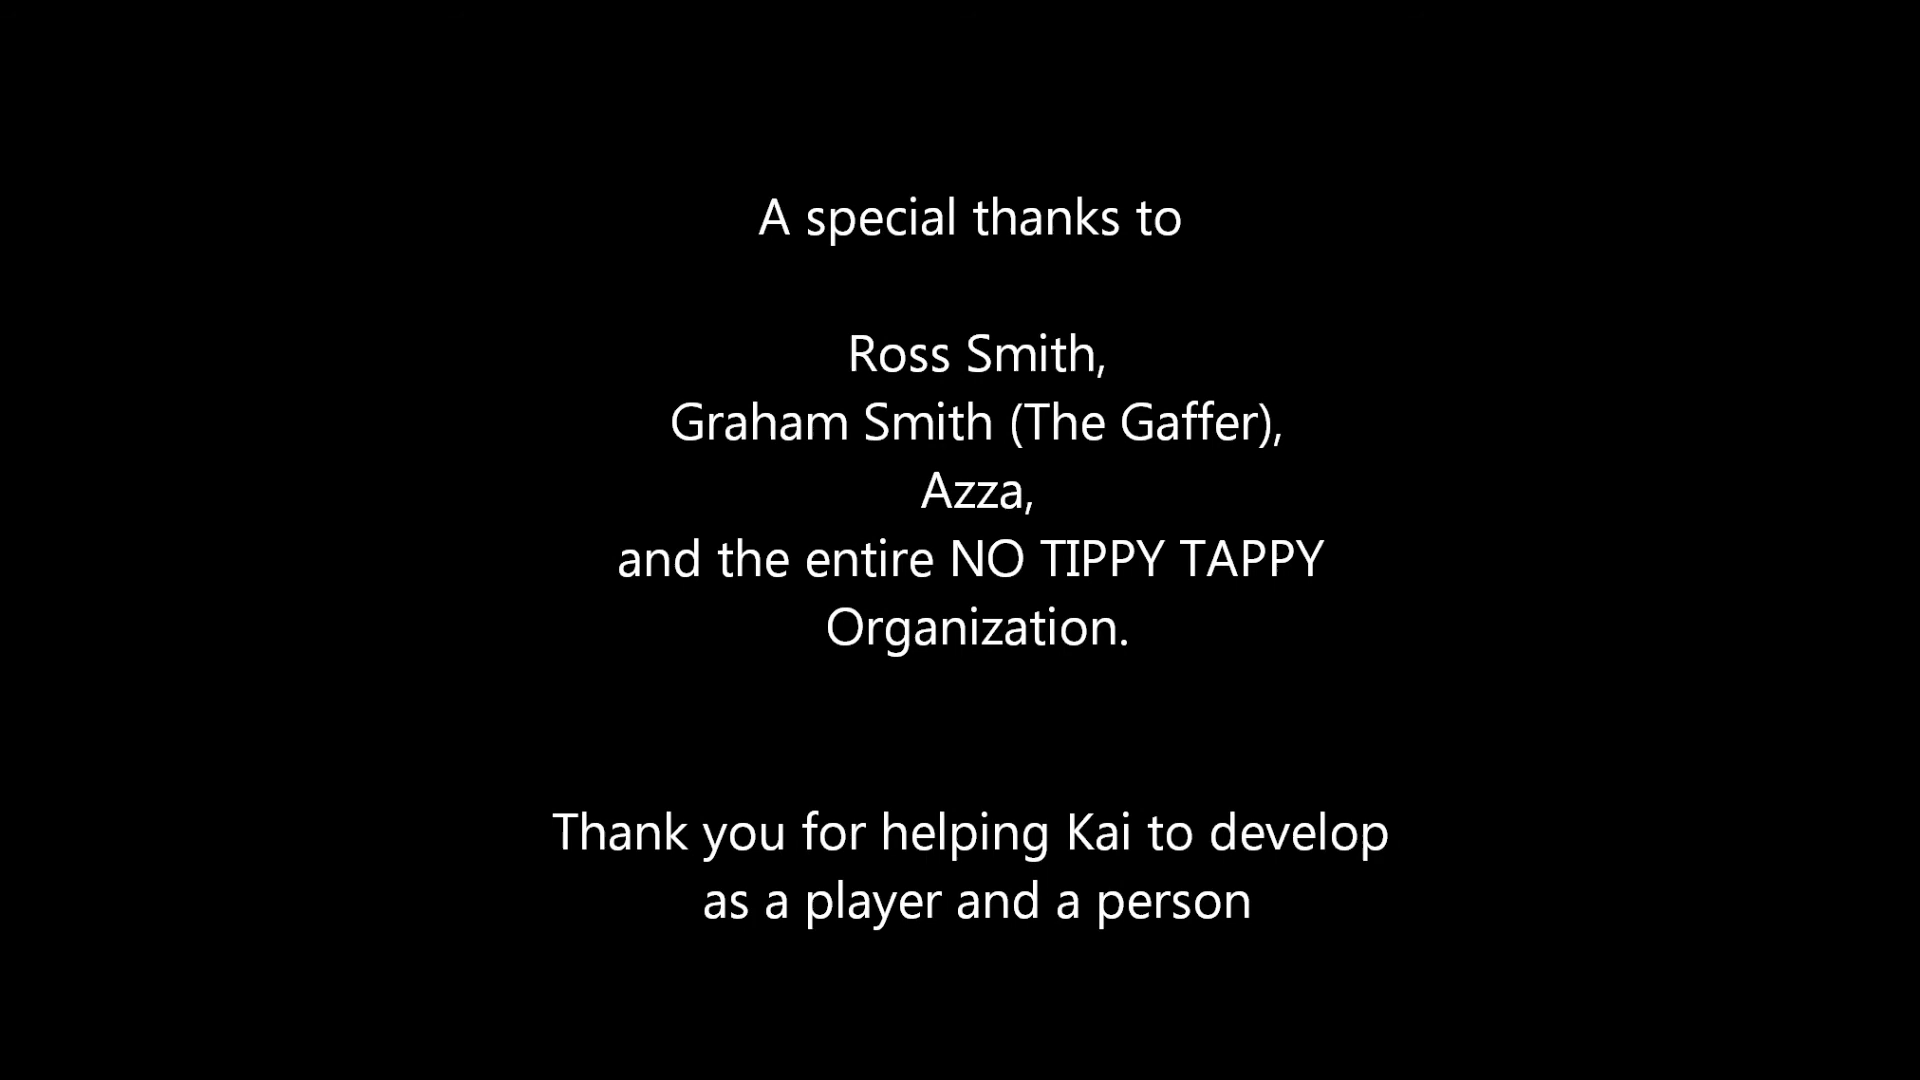 A special thanks to
Ross Smith,
Graham Smith (The Gaffer),
Azza,
and the entire NO TIPPY TAPPY
Organization.
Thank you for helping Kai to develop
as a player and a person